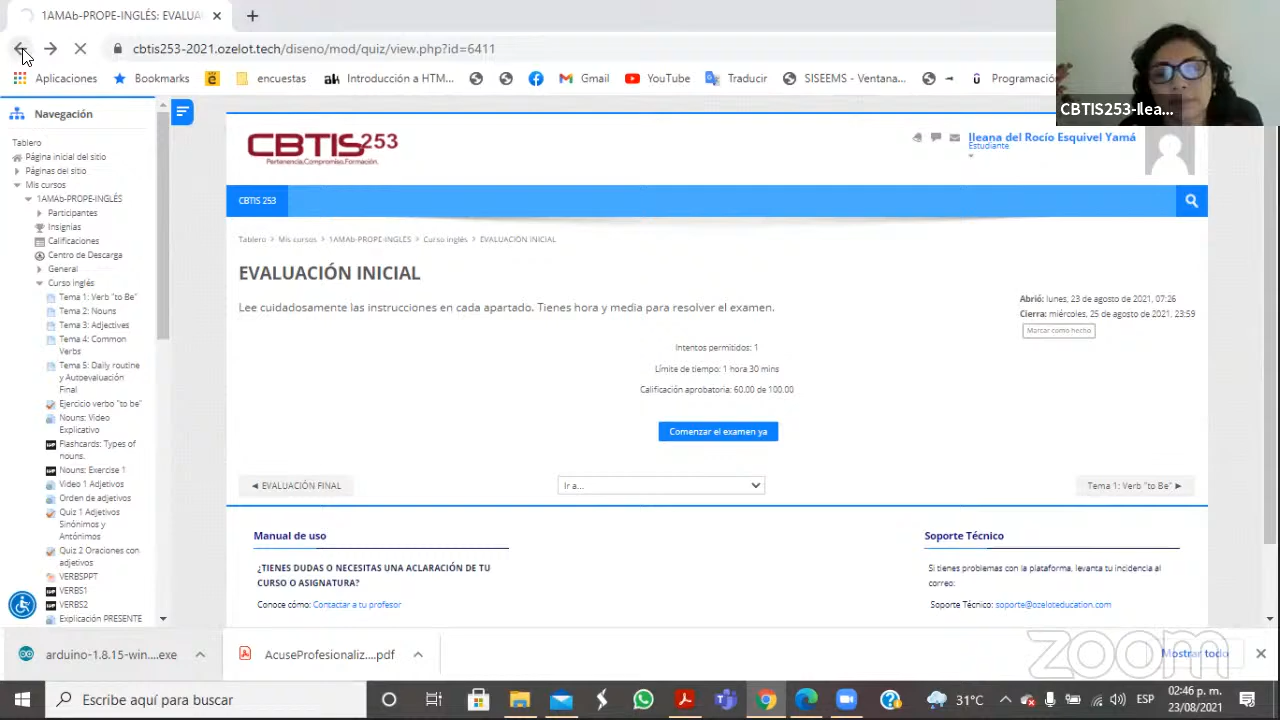 1AMAb-PROPE-INGLÉS: EVALUA
cbtis253-2021.ozelot.tech/diseno/mod/quiz/view.php?id=6411
Aplicaciones
Bookmarks
encuestas
Introducción a HTM...
Gmail
YouTube
Traducir
SISEEMS - Ventana...
Programació
CBTIS253-Ilea...
Navegación
Tablero
Página inicial del sitio
Páginas del sitio
Mis cursos
1AMAb-PROPE-INGLÉS
Participantes
Insignias
Calificaciones
Centro de Descarga
General
Curso inglés
Tema 1: Verb "to Be"
Tema 2: Nouns
Tema 3: Adjectives
Tema 4: Common
Verbs
Tema 5: Daily routine
y Autoevaluación
Final
Ejercicio verbo "to be"
Nouns: Video
Explicativo
Flashcards: Types of
nouns.
Nouns: Exercise 1
Video 1 Adjetivos
Orden de adjetivos
Quiz 1 Adjetivos
Sinónimos y
Antónimos
Quiz 2 Oraciones con
adjetivos
VERBSPPT
VERBS1
VERBS2
Explicación PRESENTE
CBTIS253
Pertenencia,Compromiso,Formación.
Ileana del Rocío Esquivel Yamá
Estudiante
CBTIS 253
Tablero > Mis cursos > 1AMAb-PROPE-INGLÉS > Curso inglés > EVALUACIÓN INICIAL
EVALUACIÓN INICIAL
Lee cuidadosamente las instrucciones en cada apartado. Tienes hora y media para resolver el examen.
Abrió: lunes, 23 de agosto de 2021, 07:26
Cierra: miércoles, 25 de agosto de 2021, 23:59
Marcar como hecho
Intentos permitidos: 1
Límite de tiempo: 1 hora 30 mins
Calificación aprobatoria: 60.00 de 100.00
Comenzar el examen ya
◄ EVALUACIÓN FINAL
Ir a...
Tema 1: Verb "to Be" ►
Manual de uso
¿TIENES DUDAS O NECESITAS UNA ACLARACIÓN DE TU
CURSO O ASIGNATURA?
Conoce cómo: Contactar a tu profesor
Soporte Técnico
Si tienes problemas con la plataforma, levanta tu incidencia al
correo:
Soporte Técnico: soporte@ozeloteducation.com
arduino-1.8.15-win....exe
AcuseProfesionaliz....pdf
Mostrar todo
zoom
Escribe aquí para buscar
31°C
ESP
02:46 p. m.
23/08/2021